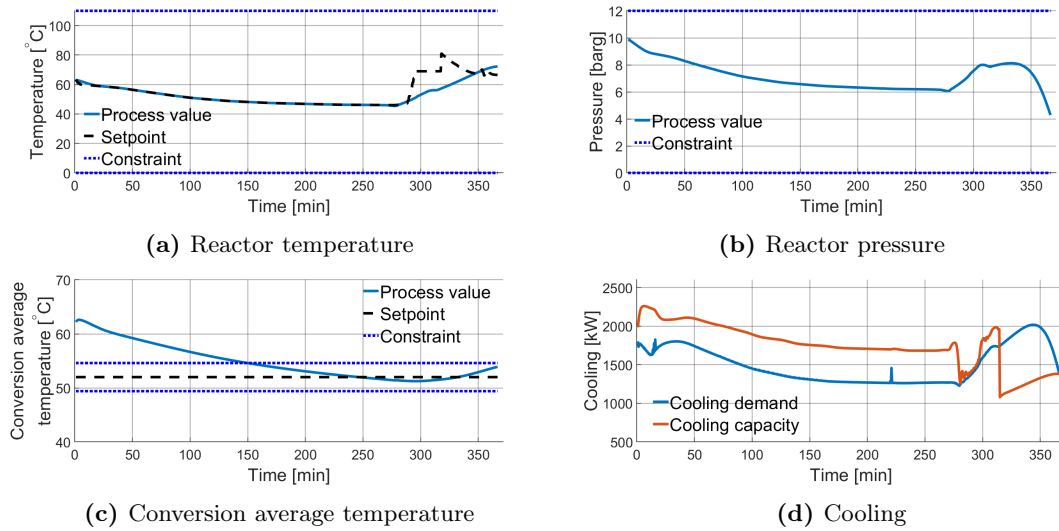 100
80
60
40
20
0
Temperature [°C]
Process value
Setpoint
Constraint
0 50 100 150 200 250 300 350
Time [min]
(a) Reactor temperature
12
10
8
6
4
2
0
Pressure [barg]
Process value
Constraint
0 50 100 150 200 250 300 350
Time [min]
(b) Reactor pressure
70
60
50
40
Conversion average
temperature [°C]
Process value
Setpoint
Constraint
0 50 100 150 200 250 300 350
Time [min]
(c) Conversion average temperature
2500
2000
1500
1000
500
Cooling [kW]
Cooling demand
Cooling capacity
0 50 100 150 200 250 300 350
Time [min]
(d) Cooling